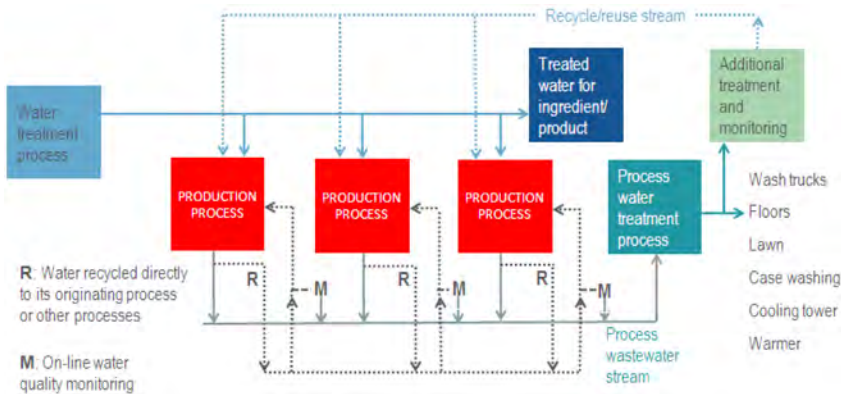 Recycle/reuse stream
Water
treatment
process
Treated
water for
ingredient/
product
Additional
treatment
and
monitoring
PRODUCTION
PROCESS
PRODUCTION
PROCESS
PRODUCTION
PROCESS
Process
water
treatment
process
Wash trucks
Floors
Lawn
Case washing
Cooling tower
Warmer
R
M
R
M
R
M
R: Water recycled directly
to its originating process
or other processes
M: On-line water
quality monitoring
Process
wastewater
stream